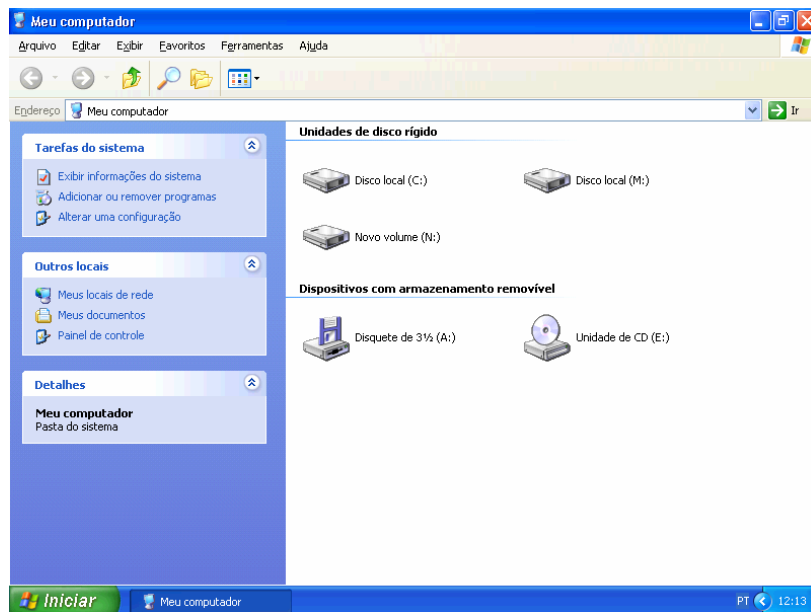 Meu computador
Arquivo Editar Exibir Favoritos Ferramentas Ajuda
Endereço Meu computador Ir
Tarefas do sistema
Exibir informações do sistema
Adicionar ou remover programas
Alterar uma configuração
Outros locais
Meus locais de rede
Meus documentos
Painel de controle
Detalhes
Meu computador
Pasta do sistema
Unidades de disco rígido
Disco local (C:) Disco local (M:)
Novo volume (N:)
Dispositivos com armazenamento removível
Disquete de 3½ (A:) Unidade de CD (E:)
Iniciar Meu computador PT 12:13